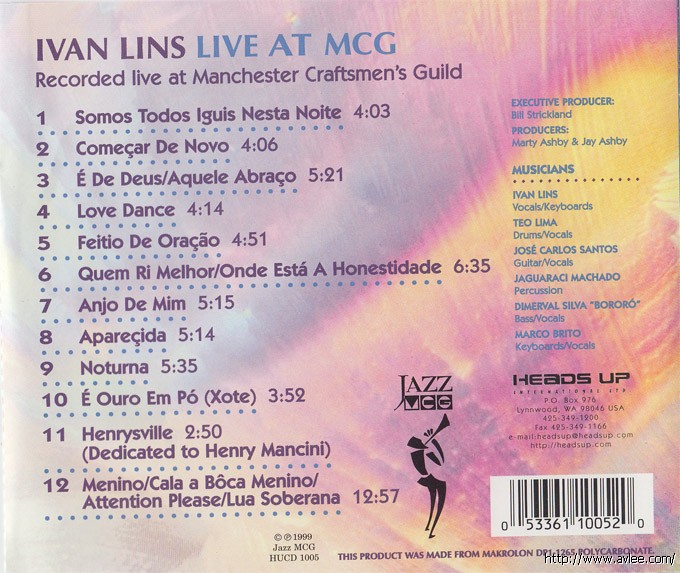 IVAN LINS LIVE AT MCG
Recorded live at Manchester Craftsmen's Guild
1 Somos Todos Iguis Nesta Noite 4:03
2 Começar De Novo 4:06
3 É De Deus/Aquele Abraço 5:21
4 Love Dance 4:14
5 Feitio De Oração 4:51
6 Quem Ri Melhor/Onde Está A Honestidade 6:35
7 Anjo De Mim 5:15
8 Apareçida 5:14
9 Noturna 5:35
10 É Ouro Em Pó (Xote) 3:52
11 Henrysville 2:50
(Dedicated to Henry Mancini)
12 Menino/Cala a Bôca Menino/
Attention Please/Lua Soberana 12:57
EXECUTIVE PRODUCER:
Bill Strickland
PRODUCERS:
Marty Ashby & Jay Ashby
MUSICIANS
IVAN LINS
Vocals/Keyboards
TEO LIMA
Drums/Vocals
JOSÉ CARLOS SANTOS
Guitar/Vocals
JAGUARACI MACHADO
Percussion
DIMERVAL SILVA "BORORÓ"
Bass/Vocals
MARCO BRITO
Keyboards/Vocals
JAZZ
MCG
HEADS UP
INTERNATIONAL LTD
P.O. Box 976
Lynnwood, WA 98046 USA
425-349-1200
Fax 425-349-1166
e-mail:headsup@headsup.com
http://headsup.com
© ℗ 1999
Jazz MCG
HUCD 1005
0 53361 10052 0
THIS PRODUCT WAS MADE FROM MAKROLON DP1-1265 POLYCARBONATE.
http://www.avlee.com/